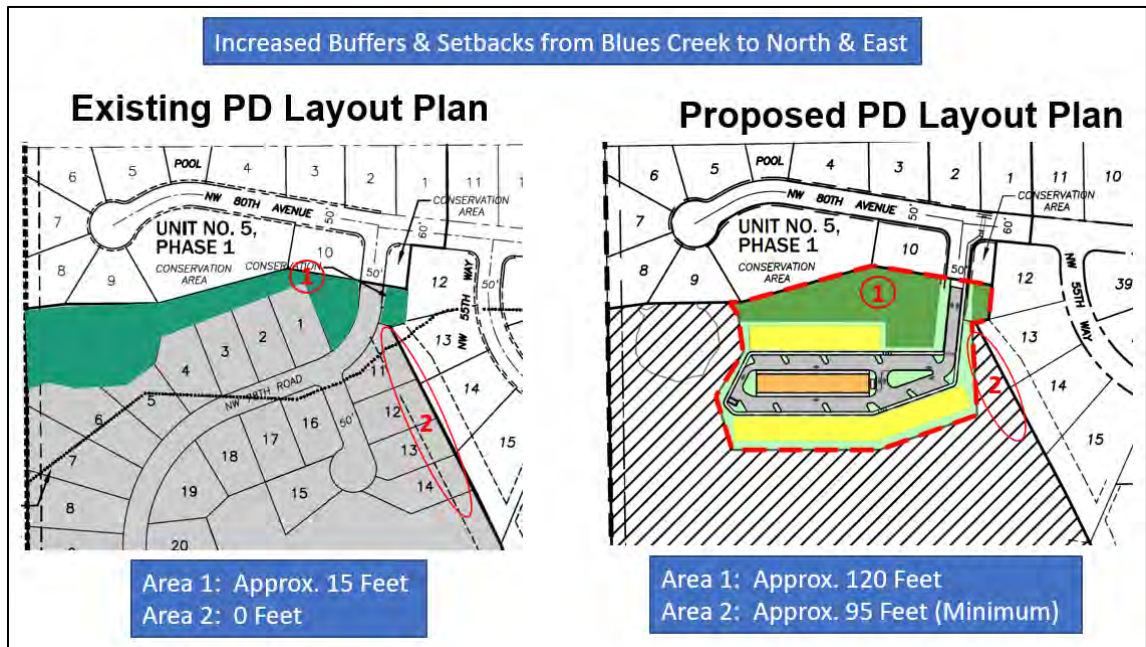 Increased Buffers & Setbacks from Blues Creek to North & East
Existing PD Layout Plan
6
5
POOL
4
3
2
1
11
CONSERVATION
AREA
7
NW 80TH AVENUE
50'
60'
UNIT NO. 5,
PHASE 1
10
8
9
CONSERVATION
AREA
CONSERVATION
1
50'
12
NW 55TH WAY
13
14
15
1
2
3
4
5
6
7
8
NW 78TH ROAD
11
12
2
13
14
50'
16
17
18
15
19
20
Area 1: Approx. 15 Feet
Area 2: 0 Feet
Proposed PD Layout Plan
6
5
POOL
4
3
2
1
11
10
CONSERVATION
AREA
7
NW 80TH AVENUE
50'
60'
UNIT NO. 5,
PHASE 1
10
8
9
CONSERVATION
AREA
1
50'
12
39
NW 55TH WAY
13
2
14
15
Area 1: Approx. 120 Feet
Area 2: Approx. 95 Feet (Minimum)